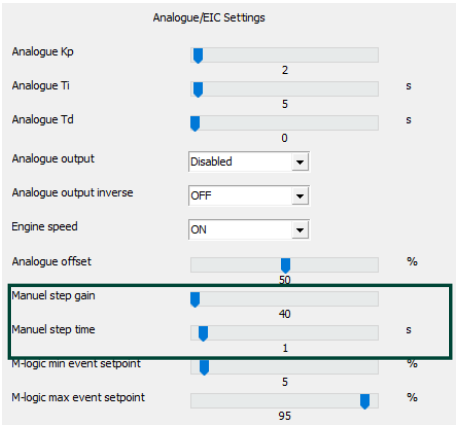 Analogue/EIC Settings
Analogue Kp
2
Analogue Ti s
5
Analogue Td s
0
Analogue output Disabled
Analogue output inverse OFF
Engine speed ON
Analogue offset %
50
Manuel step gain
40
Manuel step time s
1
M-logic min event setpoint %
5
M-logic max event setpoint %
95